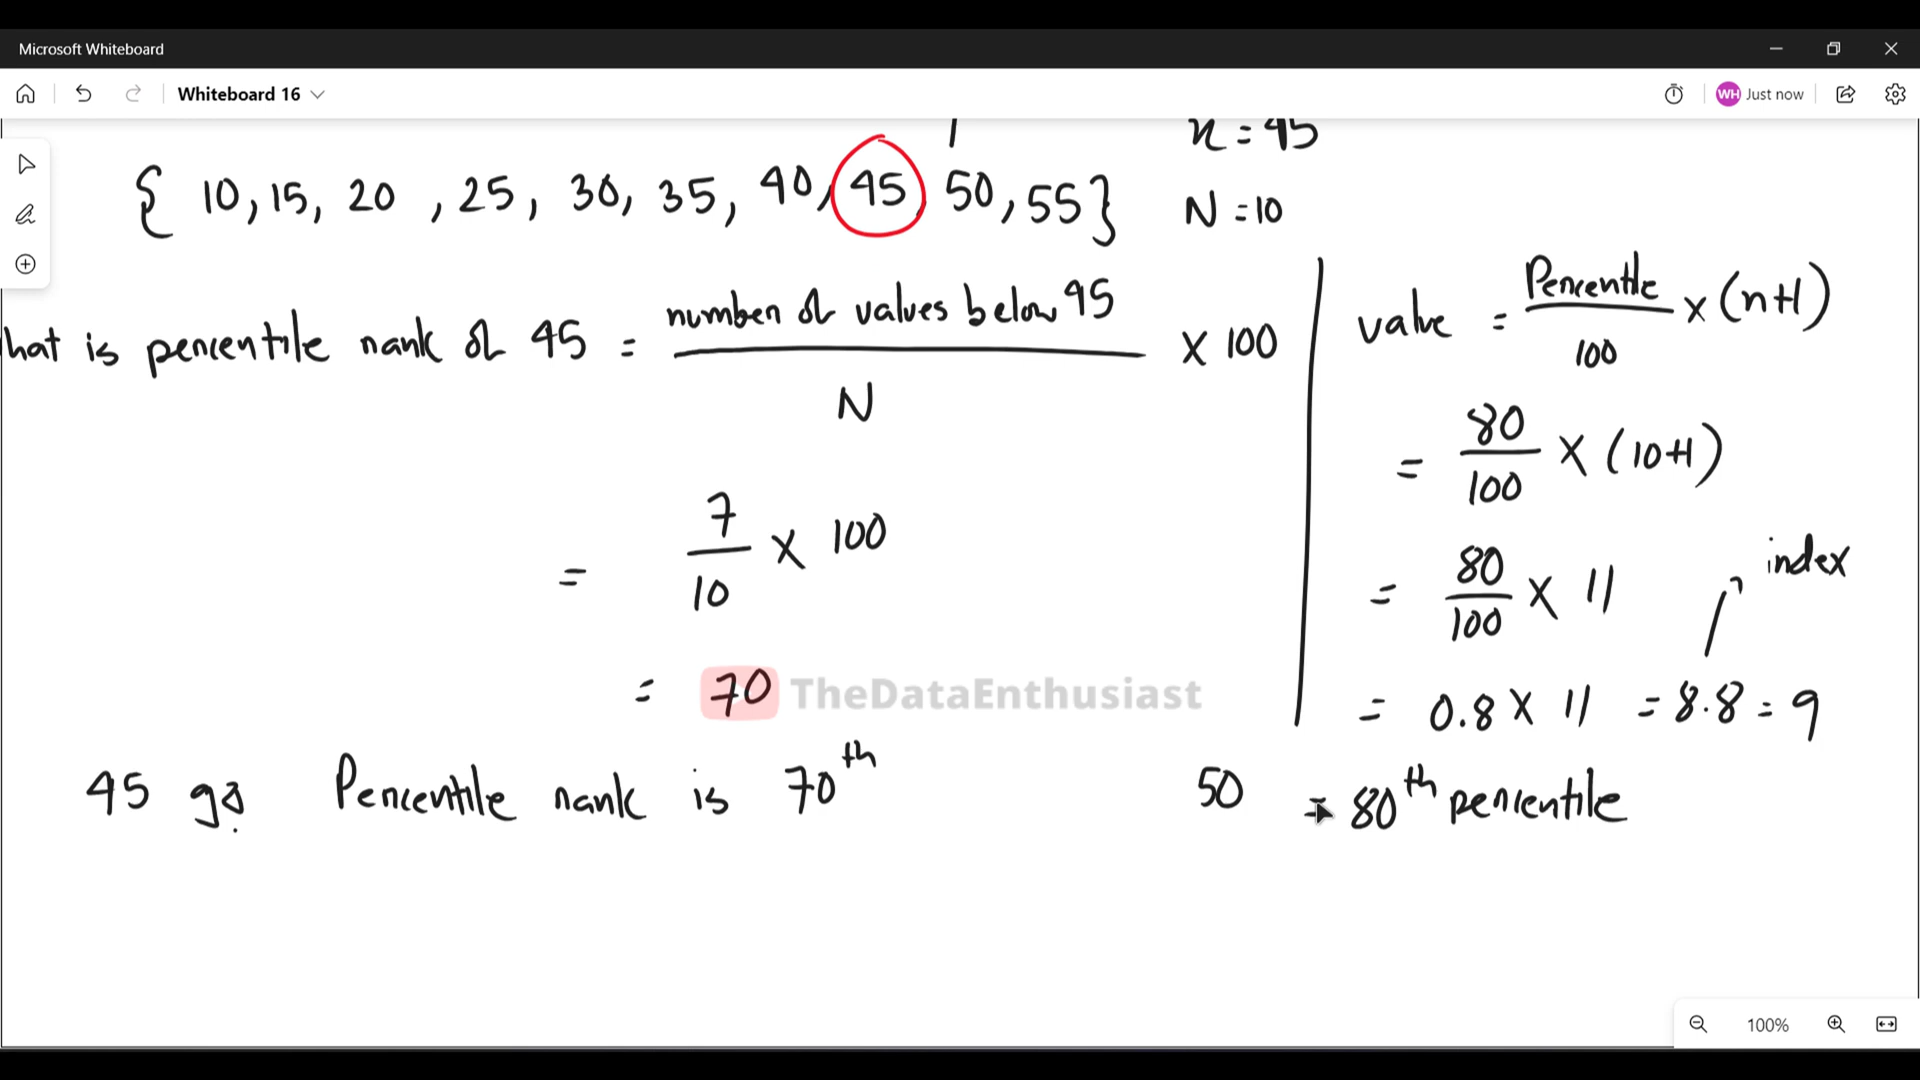 Microsoft Whiteboard
Whiteboard 16
WH Just now
x = 45
{ 10, 15, 20 , 25, 30, 35, 40, 45, 50, 55}
N = 10
hat is percentile rank of 45 = number of values below 45 / N × 100
= 7/10 × 100
= 70
TheDataEnthusiast
45 এর Percentile rank is 70th
value = Percentile/100 × (n+1)
= 80/100 × (10+1)
= 80/100 × 11
index
= 0.8 × 11 = 8.8 = 9
50 = 80th percentile
100%